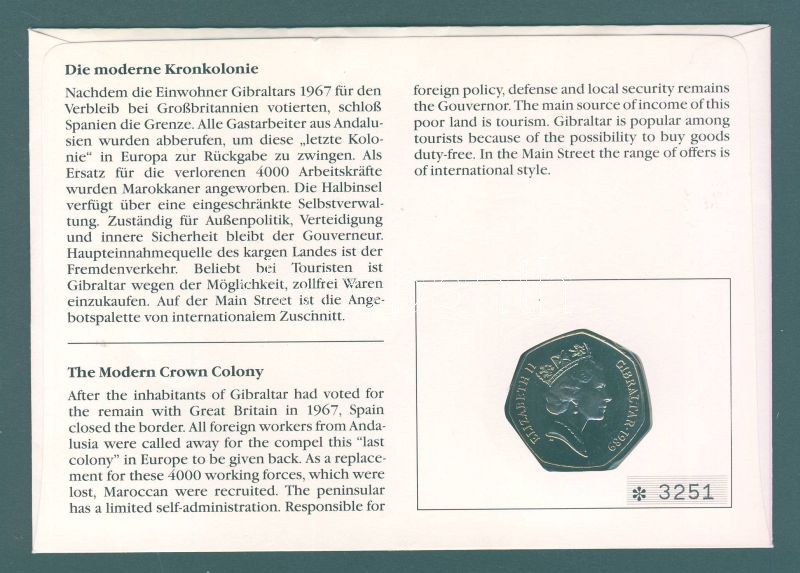 Die moderne Kronkolonie
Nachdem die Einwohner Gibraltars 1967 für den
Verbleib bei Großbritannien votierten, schloß
Spanien die Grenze. Alle Gastarbeiter aus Andalu-
sien wurden abberufen, um diese „letzte Kolo-
nie“ in Europa zur Rückgabe zu zwingen. Als
Ersatz für die verlorenen 4000 Arbeitskräfte
wurden Marokkaner angeworben. Die Halbinsel
verfügt über eine eingeschränkte Selbstverwal-
tung. Zuständig für Außenpolitik, Verteidigung
und innere Sicherheit bleibt der Gouverneur.
Haupteinnahmequelle des kargen Landes ist der
Fremdenverkehr. Beliebt bei Touristen ist
Gibraltar wegen der Möglichkeit, zollfrei Waren
einzukaufen. Auf der Main Street ist die Ange-
botspalette von internationalem Zuschnitt.
The Modern Crown Colony
After the inhabitants of Gibraltar had voted for
the remain with Great Britain in 1967, Spain
closed the border. All foreign workers from Anda-
lusia were called away for the compel this “last
colony” in Europe to be given back. As a replace-
ment for these 4000 working forces, which were
lost, Maroccan were recruited. The peninsular
has a limited self-administration. Responsible for
foreign policy, defense and local security remains
the Gouvernor. The main source of income of this
poor land is tourism. Gibraltar is popular among
tourists because of the possibility to buy goods
duty-free. In the Main Street the range of offers is
of international style.
ELIZABETH II
GIBRALTAR · 1989
* 3251